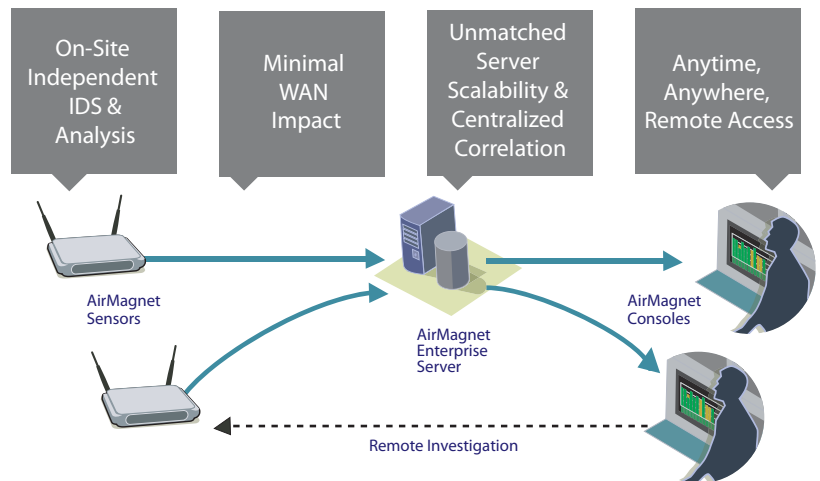 On-Site
Independent
IDS &
Analysis
Minimal
WAN
Impact
Unmatched
Server
Scalability &
Centralized
Correlation
Anytime,
Anywhere,
Remote Access
AirMagnet
Sensors
AirMagnet
Enterprise
Server
AirMagnet
Consoles
Remote Investigation